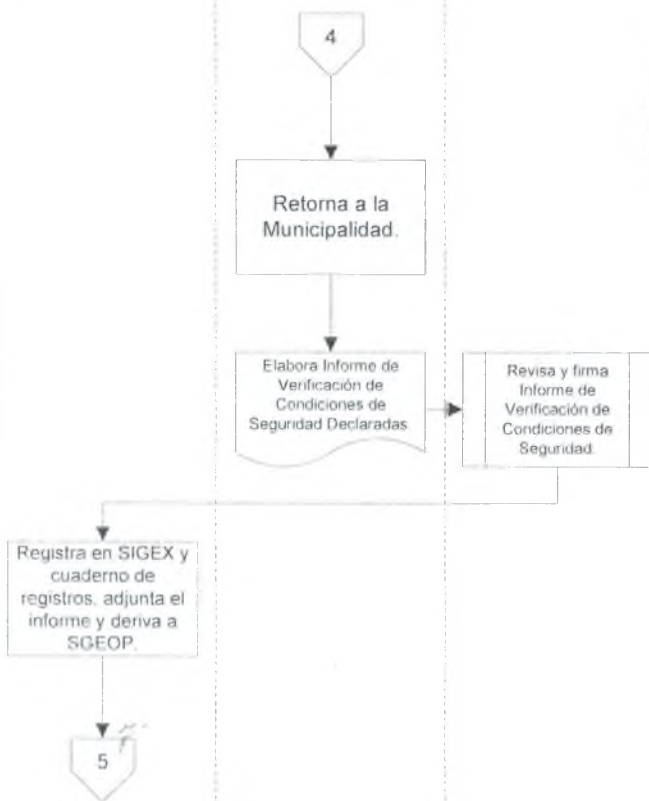 4
Retorna a la
Municipalidad.
Elabora Informe de
Verificación de
Condiciones de
Seguridad Declaradas
Revisa y firma
Informe de
Verificación de
Condiciones de
Seguridad.
Registra en SIGEX y
cuaderno de
registros, adjunta el
informe y deriva a
SGEOP.
5